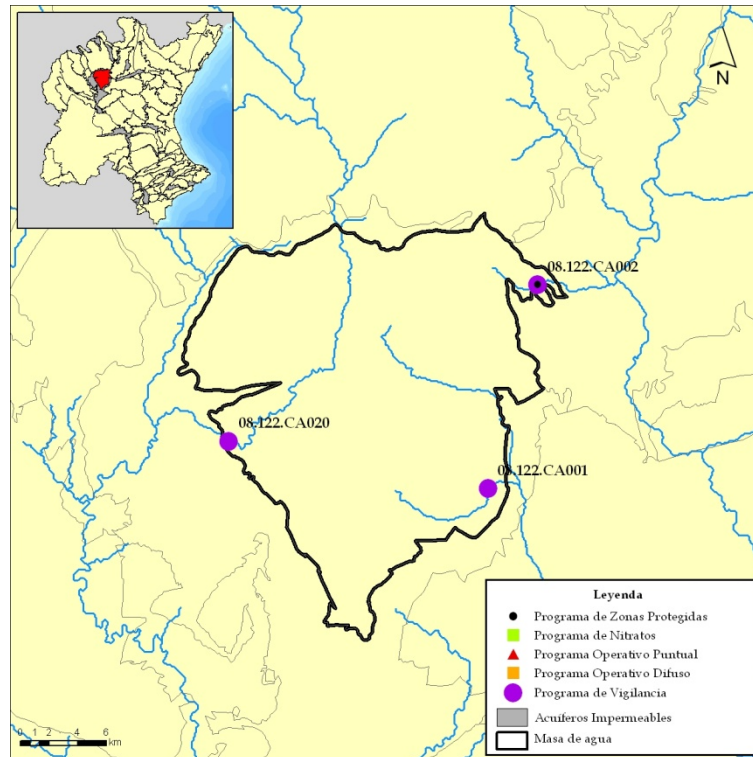 N
08.122.CA002
08.122.CA020
08.122.CA001
Leyenda
Programa de Zonas Protegidas
Programa de Nitratos
Programa Operativo Puntual
Programa Operativo Difuso
Programa de Vigilancia
Acuíferos Impermeables
Masa de agua
0 1 2 4 6
km